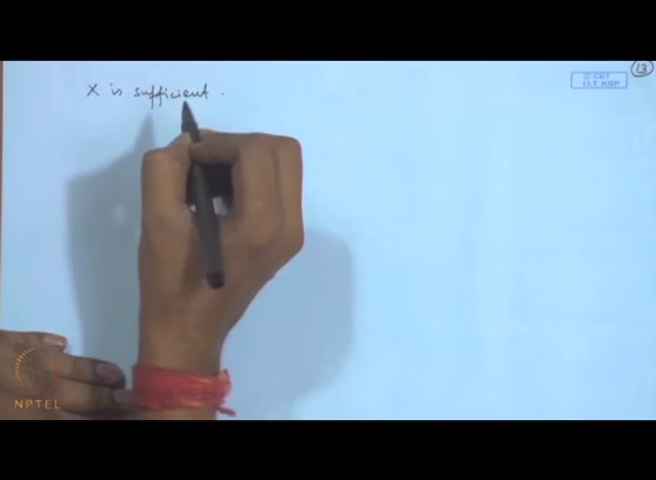 13
© CET
I.I.T. KGP
X is sufficient .
NPTEL